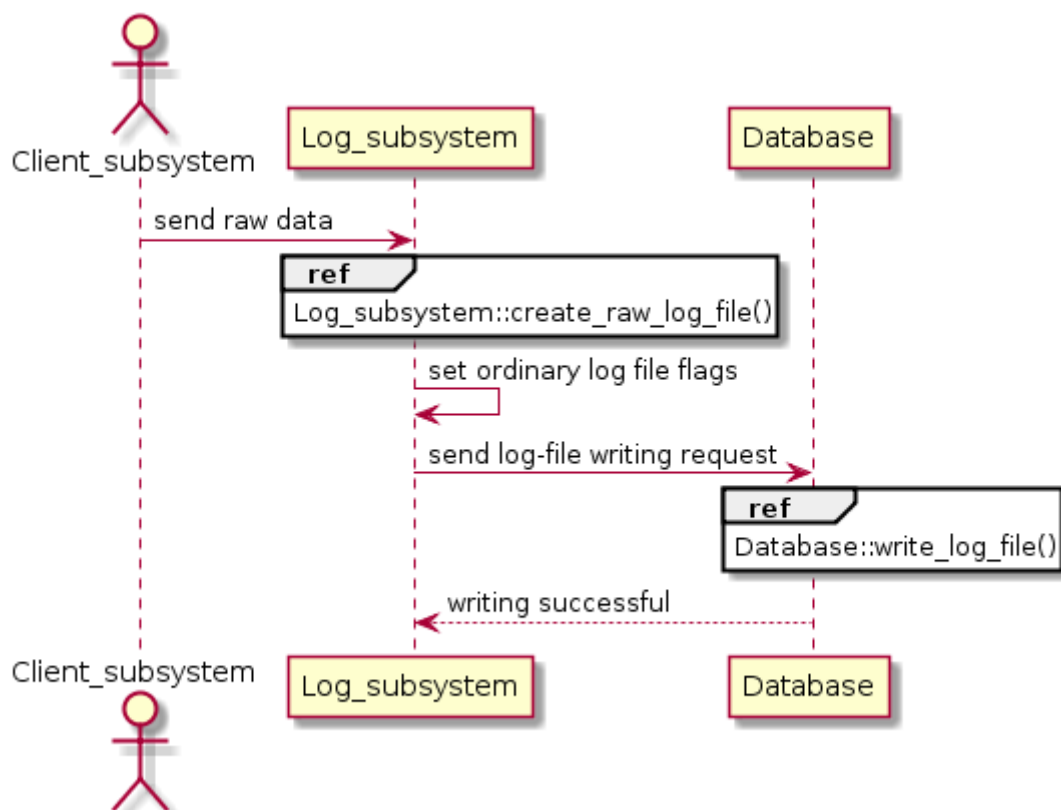 Client_subsystem
Log_subsystem
Database
send raw data
ref
Log_subsystem::create_raw_log_file()
set ordinary log file flags
send log-file writing request
ref
Database::write_log_file()
writing successful
Client_subsystem
Log_subsystem
Database